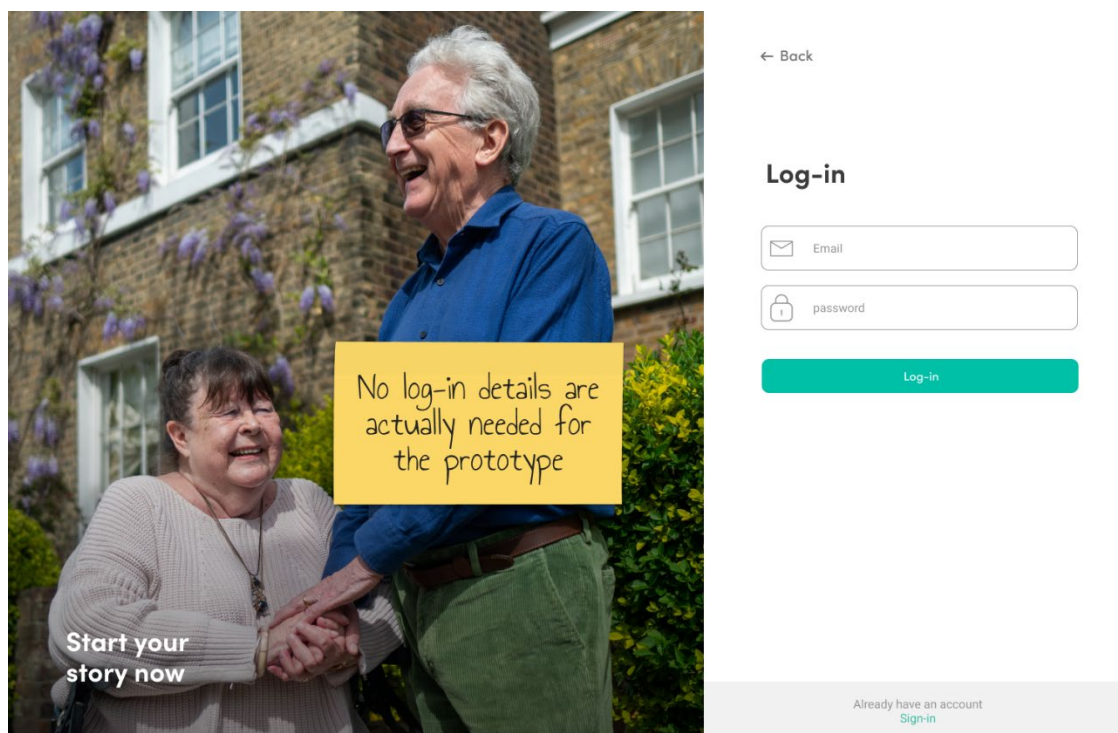 ← Back
Log-in
Email
password
Log-in
No log-in details are
actually needed for
the prototype
Start your
story now
Already have an account
Sign-in